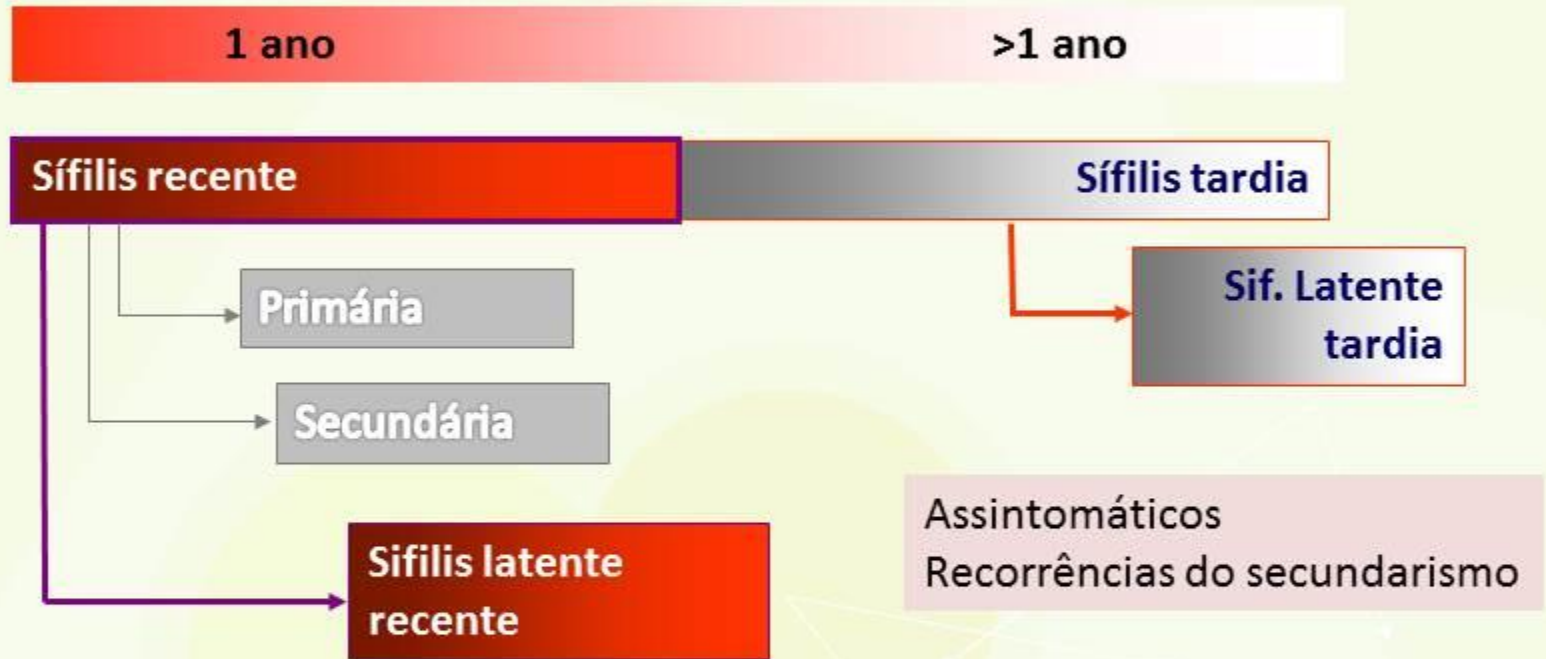 1 ano
>1 ano
Sífilis recente
Sífilis tardia
Primária
Sif. Latente
tardia
Secundária
Assintomáticos
Recorrências do secundarismo
Sifilis latente
recente